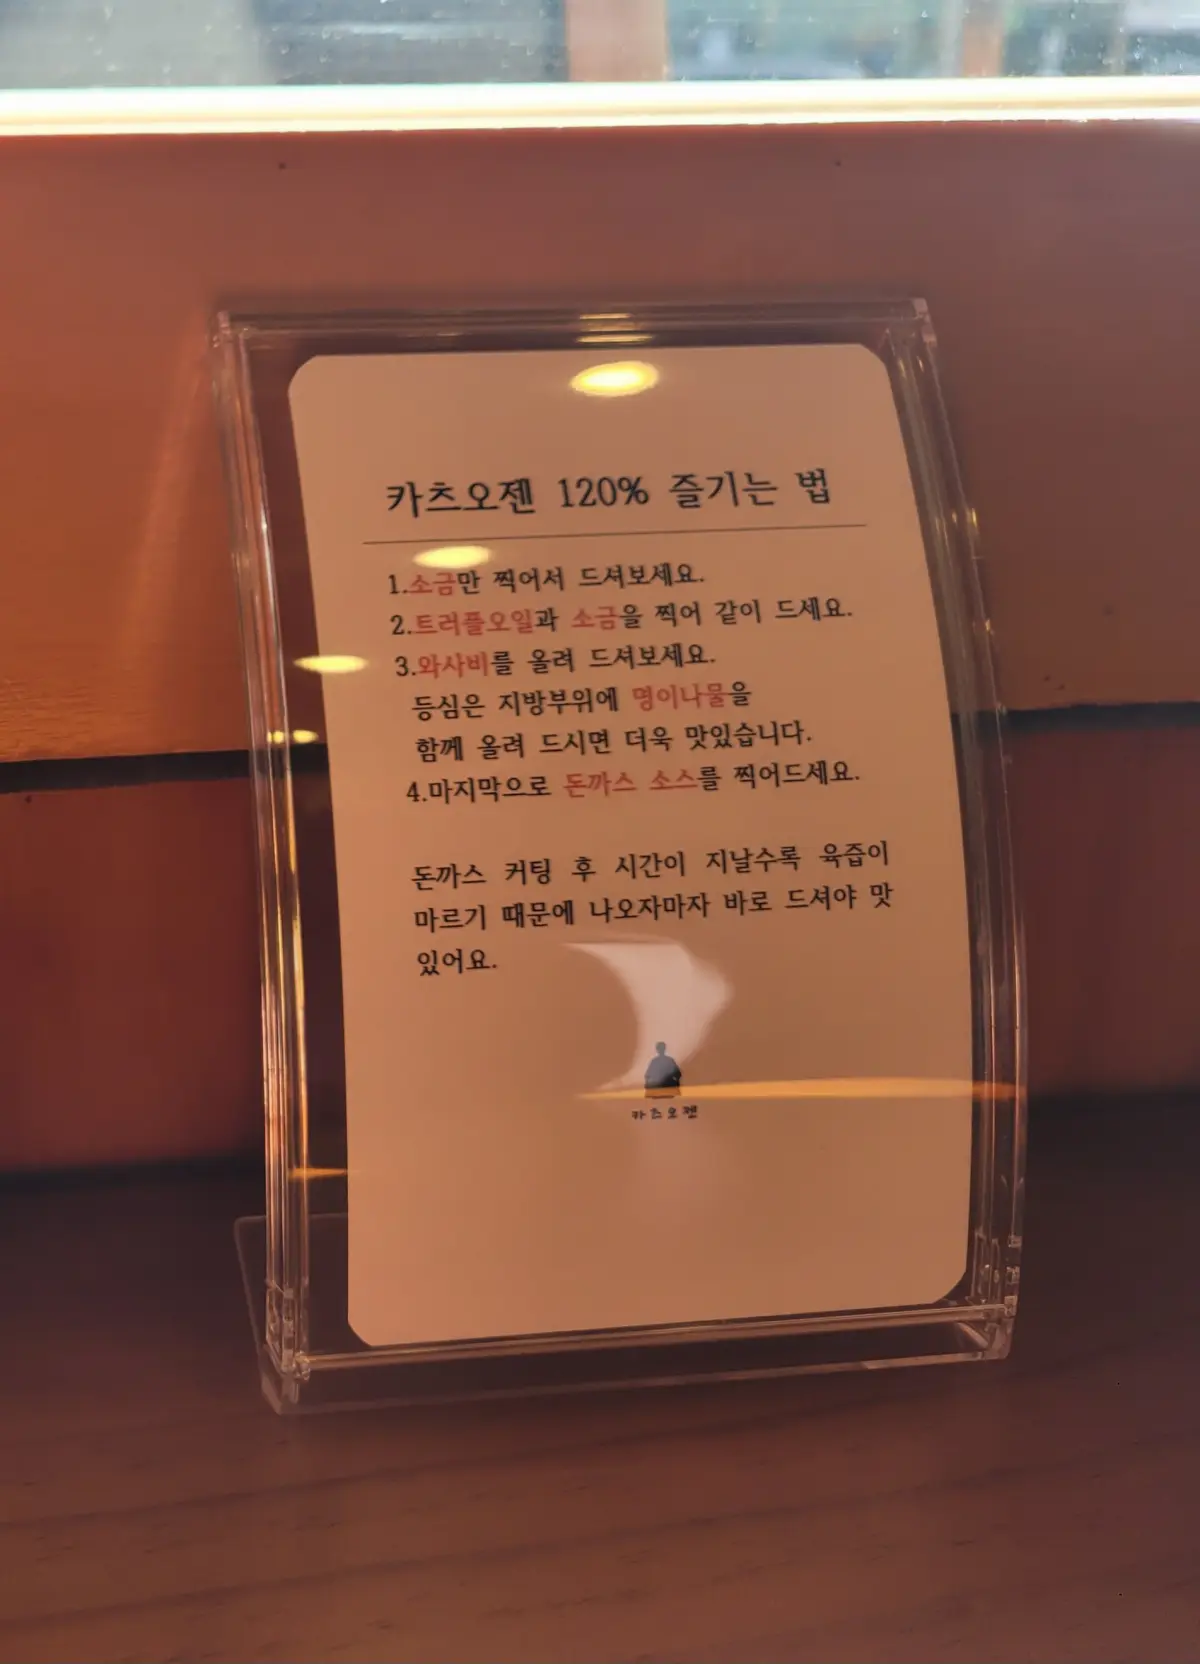 카츠오젠 120% 즐기는 법
1.소금만 찍어서 드셔보세요.
2.트러플오일과 소금을 찍어 같이 드세요.
3.와사비를 올려 드셔보세요.
등심은 지방부위에 명이나물을
함께 올려 드시면 더욱 맛있습니다.
4.마지막으로 돈까스 소스를 찍어드세요.
돈까스 커팅 후 시간이 지날수록 육즙이
마르기 때문에 나오자마자 바로 드셔야 맛
있어요.
카츠오젠